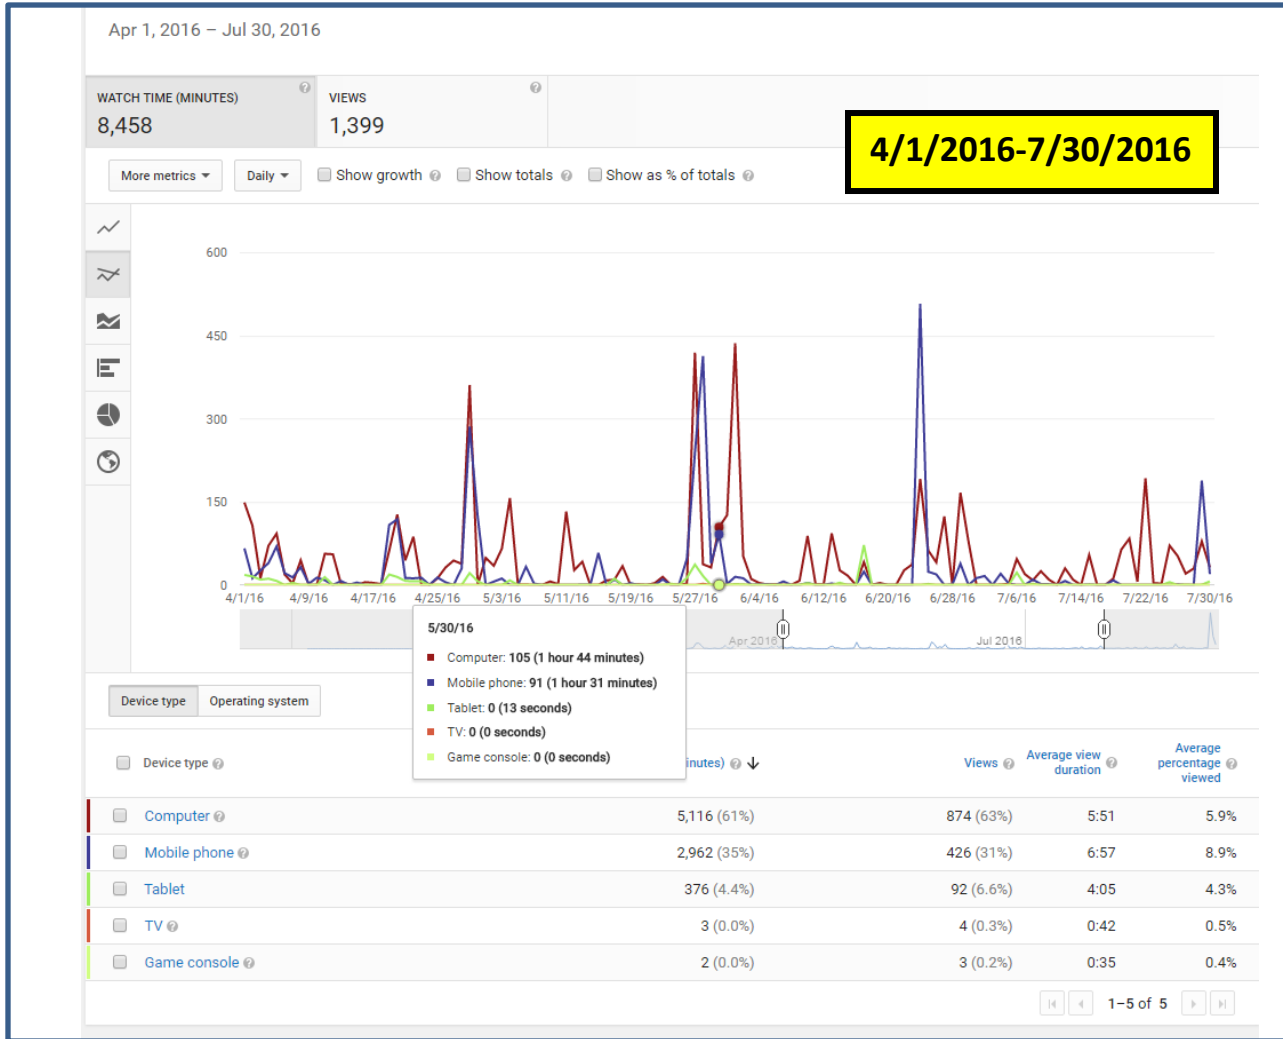 Apr 1, 2016 – Jul 30, 2016
WATCH TIME (MINUTES)
8,458
VIEWS
1,399
4/1/2016-7/30/2016
More metrics
Daily
Show growth
Show totals
Show as % of totals
600
450
300
150
0
4/1/16 4/9/16 4/17/16 4/25/16 5/3/16 5/11/16 5/19/16 5/27/16 6/4/16 6/12/16 6/20/16 6/28/16 7/6/16 7/14/16 7/22/16 7/30/16
Apr 2016
Jul 2016
5/30/16
Computer: 105 (1 hour 44 minutes)
Mobile phone: 91 (1 hour 31 minutes)
Tablet: 0 (13 seconds)
TV: 0 (0 seconds)
Game console: 0 (0 seconds)
Device type
Operating system
Device type inutes) Views Average view duration Average percentage viewed
Computer 5,116 (61%) 874 (63%) 5:51 5.9%
Mobile phone 2,962 (35%) 426 (31%) 6:57 8.9%
Tablet 376 (4.4%) 92 (6.6%) 4:05 4.3%
TV 3 (0.0%) 4 (0.3%) 0:42 0.5%
Game console 2 (0.0%) 3 (0.2%) 0:35 0.4%
1–5 of 5